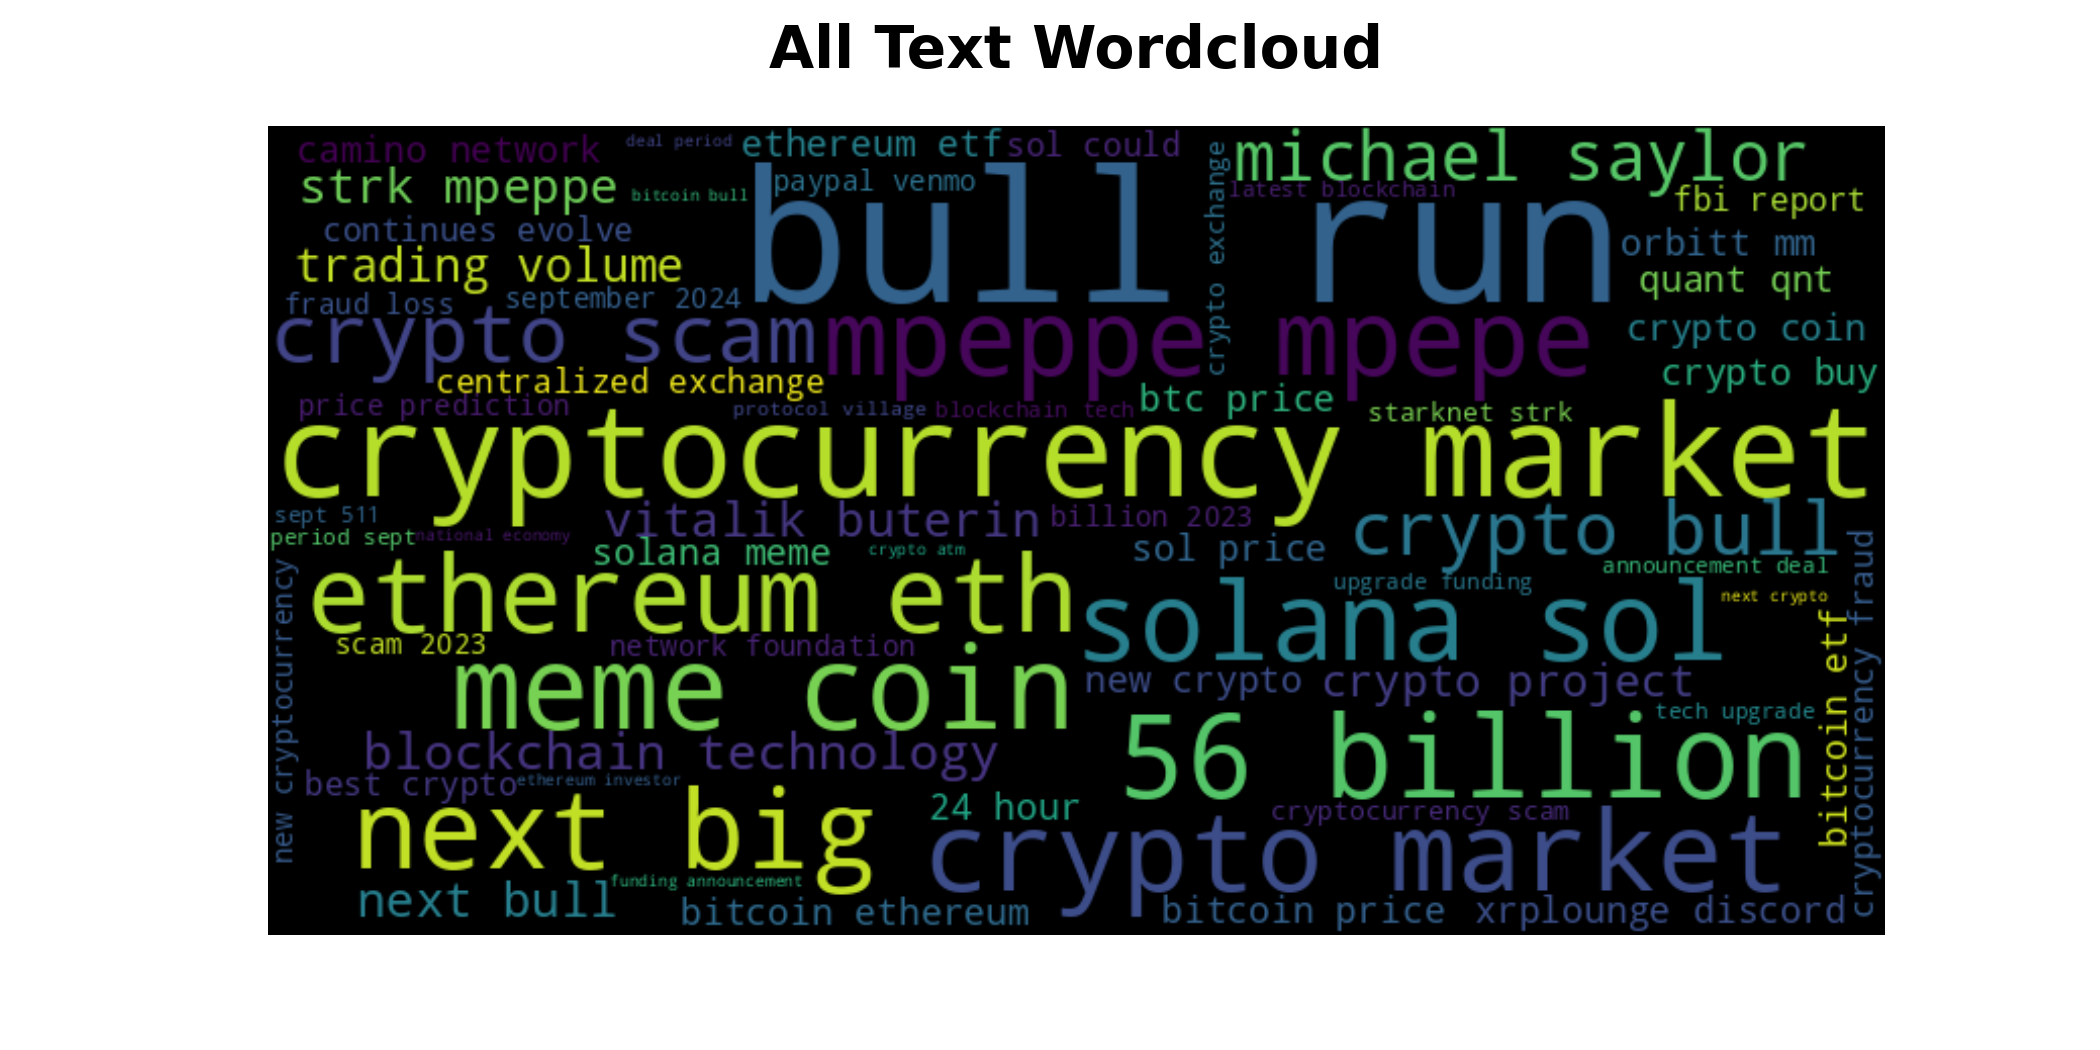 All Text Wordcloud
camino network
deal period
ethereum etf
sol could
michael saylor
strk mpeppe
bitcoin bull
paypal venmo
crypto exchange
latest blockchain
fbi report
bull run
continues evolve
orbitt mm
trading volume
quant qnt
fraud loss
september 2024
crypto scam
mpeppe mpepe
crypto coin
centralized exchange
crypto buy
price prediction
protocol village
blockchain tech
btc price
starknet strk
cryptocurrency market
sept 511
vitalik buterin
billion 2023
crypto bull
period sept
national economy
solana meme
crypto atm
sol price
announcement deal
ethereum eth
upgrade funding
solana sol
next crypto
cryptocurrency fraud
new cryptocurrency
scam 2023
network foundation
bitcoin etf
meme coin
new crypto
crypto project
tech upgrade
blockchain technology
56 billion
best crypto
ethereum investor
24 hour
cryptocurrency scam
next big
crypto market
funding announcement
next bull
bitcoin ethereum
bitcoin price
xrplounge discord